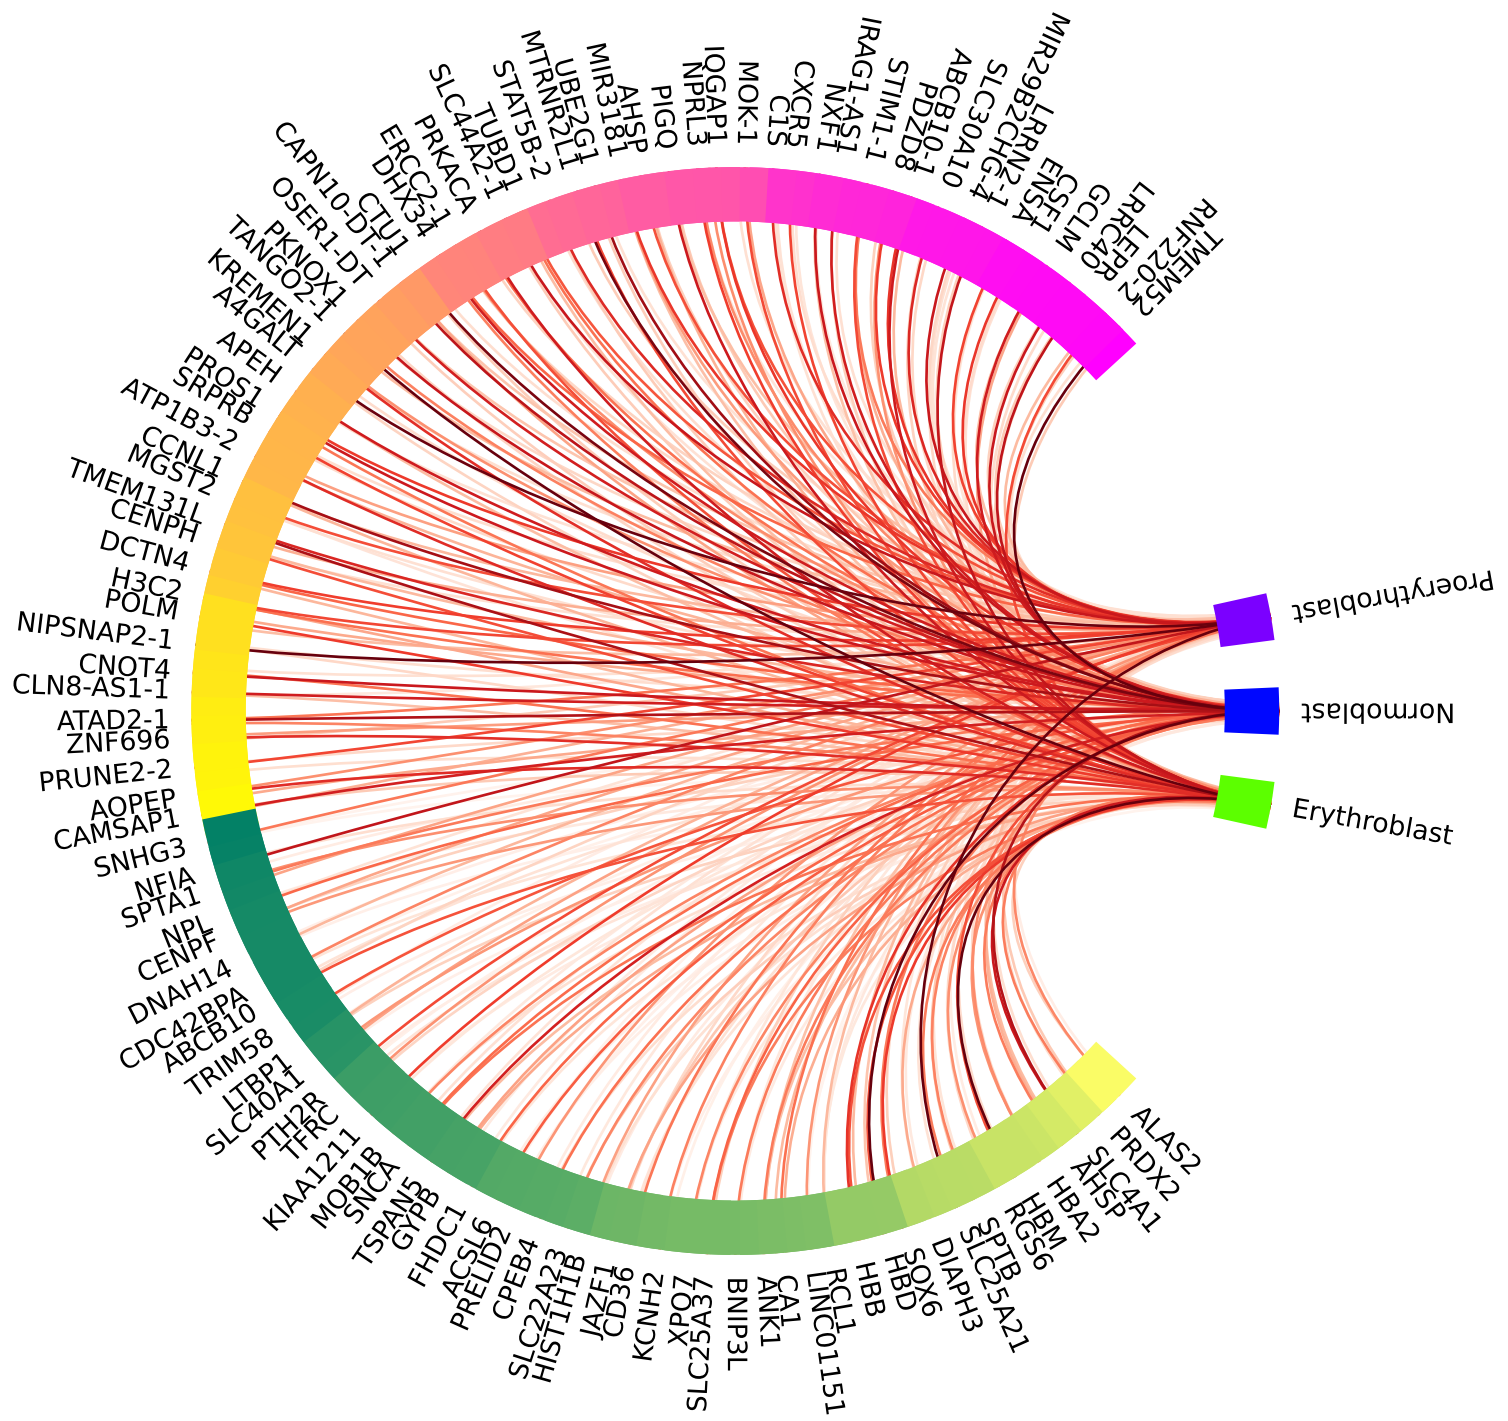 TMEM52
RNF220-2
LEPR
LRRC40
GCLM
CSF1
ENSA
LRRN2-1
MIR29B2CHG-4
SLC30A10
ABCB10-1
PDZD8
STIM1-1
IRAG1-AS1
NXF1
CXCR5
C1S
MOK-1
IQGAP1
NPRL3
PIGQ
AHSP
MIR3181
UBE2G1
MTRNR2L1
STAT5B-2
TUBD1
SLC44A2-1
PRKACA
DHX34
ERCC2-1
CTU1
CAPN10-DT-1
OSER1-DT
PKNOX1
TANGO2-1
KREMEN1
A4GALT
APEH
PROS1
SRPRB
ATP1B3-2
CCNL1
MGST2
TMEM131L
CENPH
DCTN4
H3C2
POLM
NIPSNAP2-1
CNOT4
CLN8-AS1-1
ATAD2-1
ZNF696
PRUNE2-2
AOPEP
CAMSAP1
SNHG3
NFIA
SPTA1
NPL
CENPF
DNAH14
CDC42BPA
ABCB10
TRIM58
LTBP1
SLC40A1
PTH2R
TFRC
KIAA1211
MOB1B
SNCA
TSPAN5
GYPB
FHDC1
ACSL6
PRELID2
CPEB4
SLC22A23
HIST1H1B
JAZF1
CD36
KCNH2
XPO7
SLC25A37
BNIP3L
ANK1
CA1
LINC01151
RCL1
HBB
HBD
SOX6
DIAPH3
SLC25A21
SPTB
RGS6
HBM
HBA2
AHSP
SLC4A1
PRDX2
ALAS2
Erythroblast
Normoblast
Proerythroblast